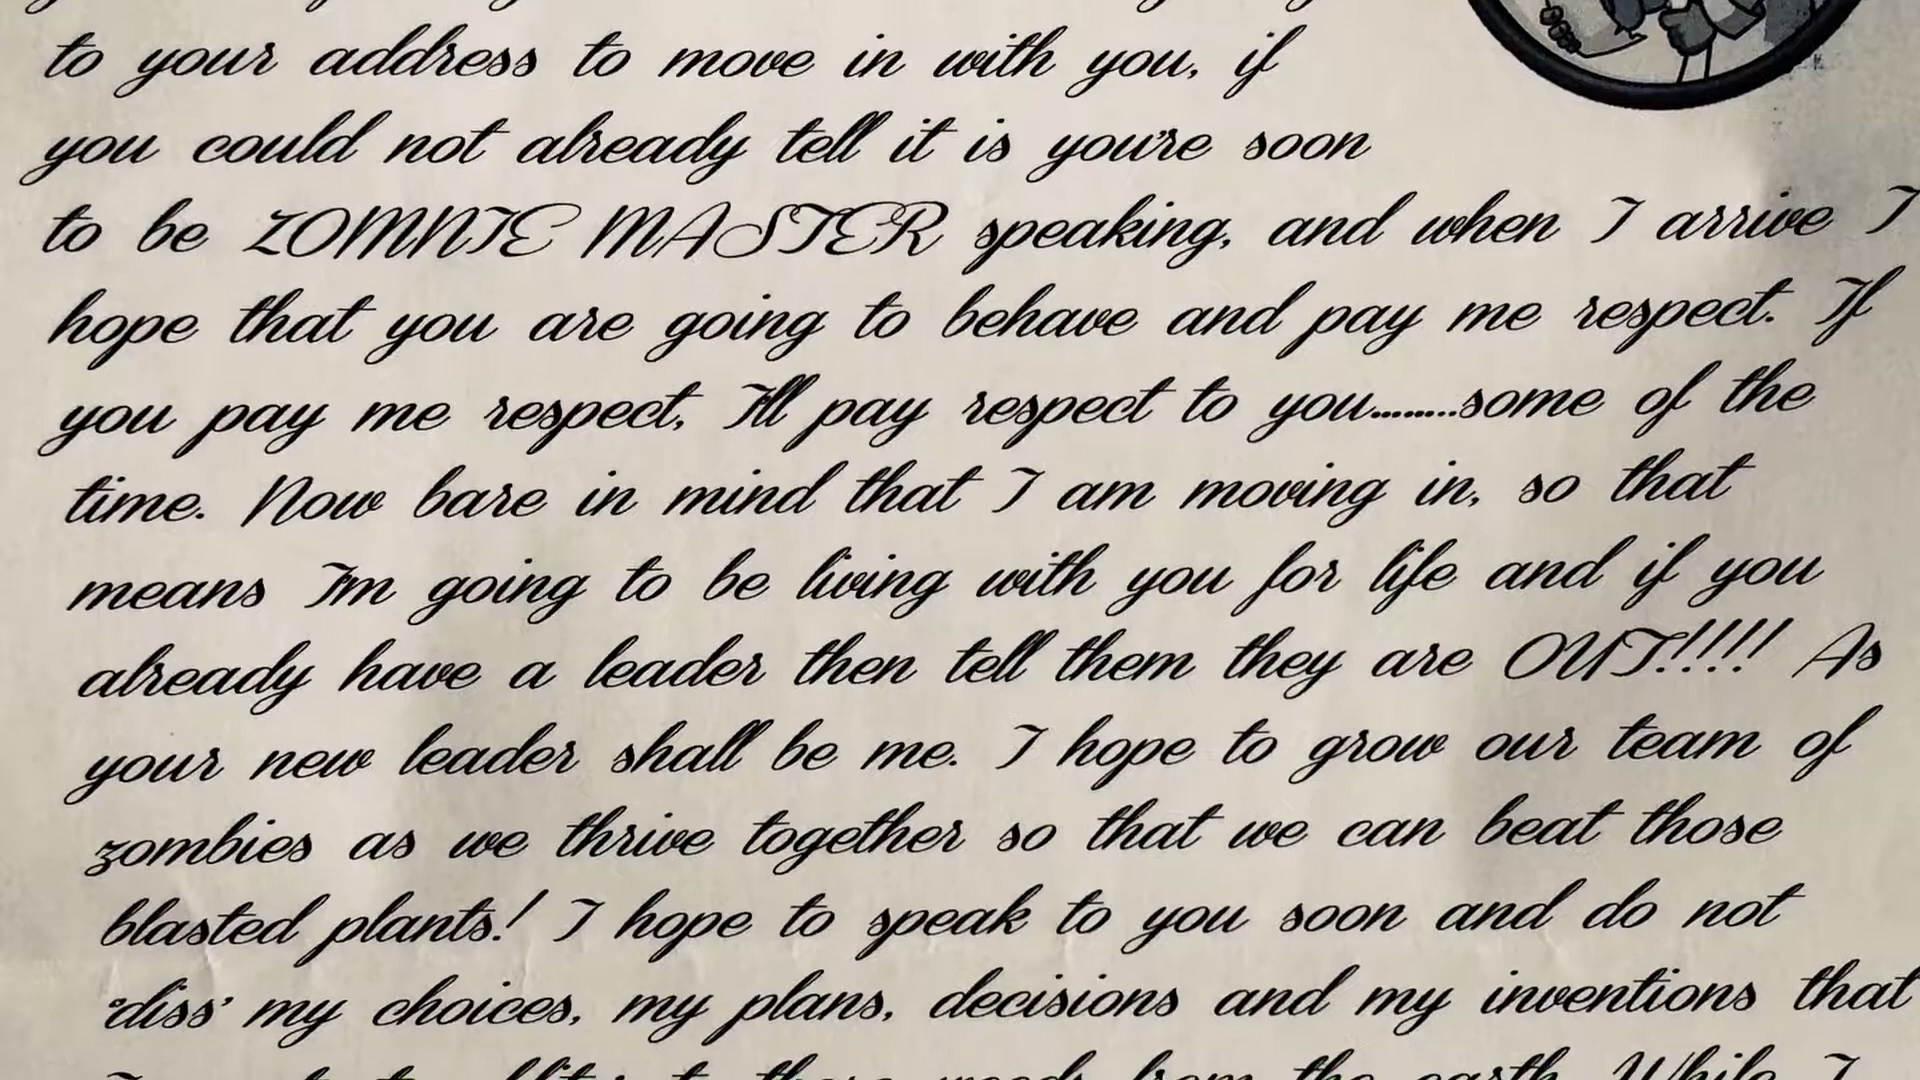 to your address to move in with you, if
you could not already tell it is you're soon
to be ZOMNIE MASTER speaking, and when I arrive I
hope that you are going to behave and pay me respect. If
you pay me respect, I'll pay respect to you........some of the
time. Now bare in mind that I am moving in, so that
means I'm going to be living with you for life and if you
already have a leader then tell them they are OUT!!!! As
your new leader shall be me. I hope to grow our team of
zombies as we thrive together so that we can beat those
blasted plants! I hope to speak to you soon and do not
'diss' my choices, my plans, decisions and my inventions that
from the earth. While I